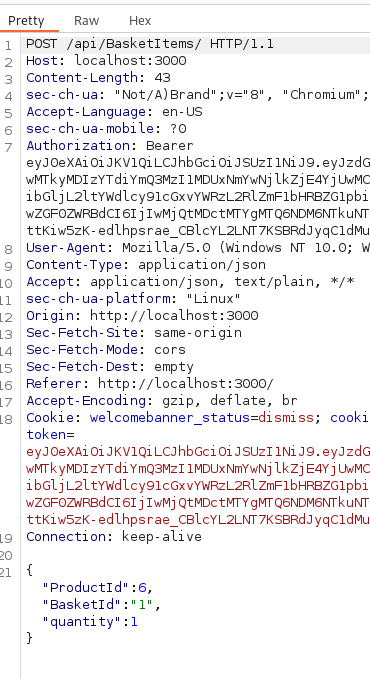 Pretty Raw Hex
1 POST /api/BasketItems/ HTTP/1.1
2 Host: localhost:3000
3 Content-Length: 43
4 sec-ch-ua: "Not/A)Brand";v="8", "Chromium";
5 Accept-Language: en-US
6 sec-ch-ua-mobile: ?0
7 Authorization: Bearer
eyJ0eXAiOiJKV1QiLCJhbGciOiJSUzI1NiJ9.eyJzdG
wMTkyMDIzYTdiYmQ3MzI1MDUxNmYwNjlkZjE4YjUwMC
ibGljL2ltYWdlcy91cGxvYWRzL2RlZmF1bHRBZG1pbi
wZGF0ZWRBdCI6IjIwMjQtMDctMTYgMTQ6NDM6NTkuNT
ttKiw5zK-edlhpsrae_CBlcYL2LNT7KSBRdJyqC1dMu
8 User-Agent: Mozilla/5.0 (Windows NT 10.0; W
9 Content-Type: application/json
10 Accept: application/json, text/plain, */*
11 sec-ch-ua-platform: "Linux"
12 Origin: http://localhost:3000
13 Sec-Fetch-Site: same-origin
14 Sec-Fetch-Mode: cors
15 Sec-Fetch-Dest: empty
16 Referer: http://localhost:3000/
17 Accept-Encoding: gzip, deflate, br
18 Cookie: welcomebanner_status=dismiss; cooki
token=
eyJ0eXAiOiJKV1QiLCJhbGciOiJSUzI1NiJ9.eyJzdG
wMTkyMDIzYTdiYmQ3MzI1MDUxNmYwNjlkZjE4YjUwMC
ibGljL2ltYWdlcy91cGxvYWRzL2RlZmF1bHRBZG1pbi
wZGF0ZWRBdCI6IjIwMjQtMDctMTYgMTQ6NDM6NTkuNT
ttKiw5zK-edlhpsrae_CBlcYL2LNT7KSBRdJyqC1dMu
19 Connection: keep-alive
20
21 {
"ProductId":6,
"BasketId":"1",
"quantity":1
}